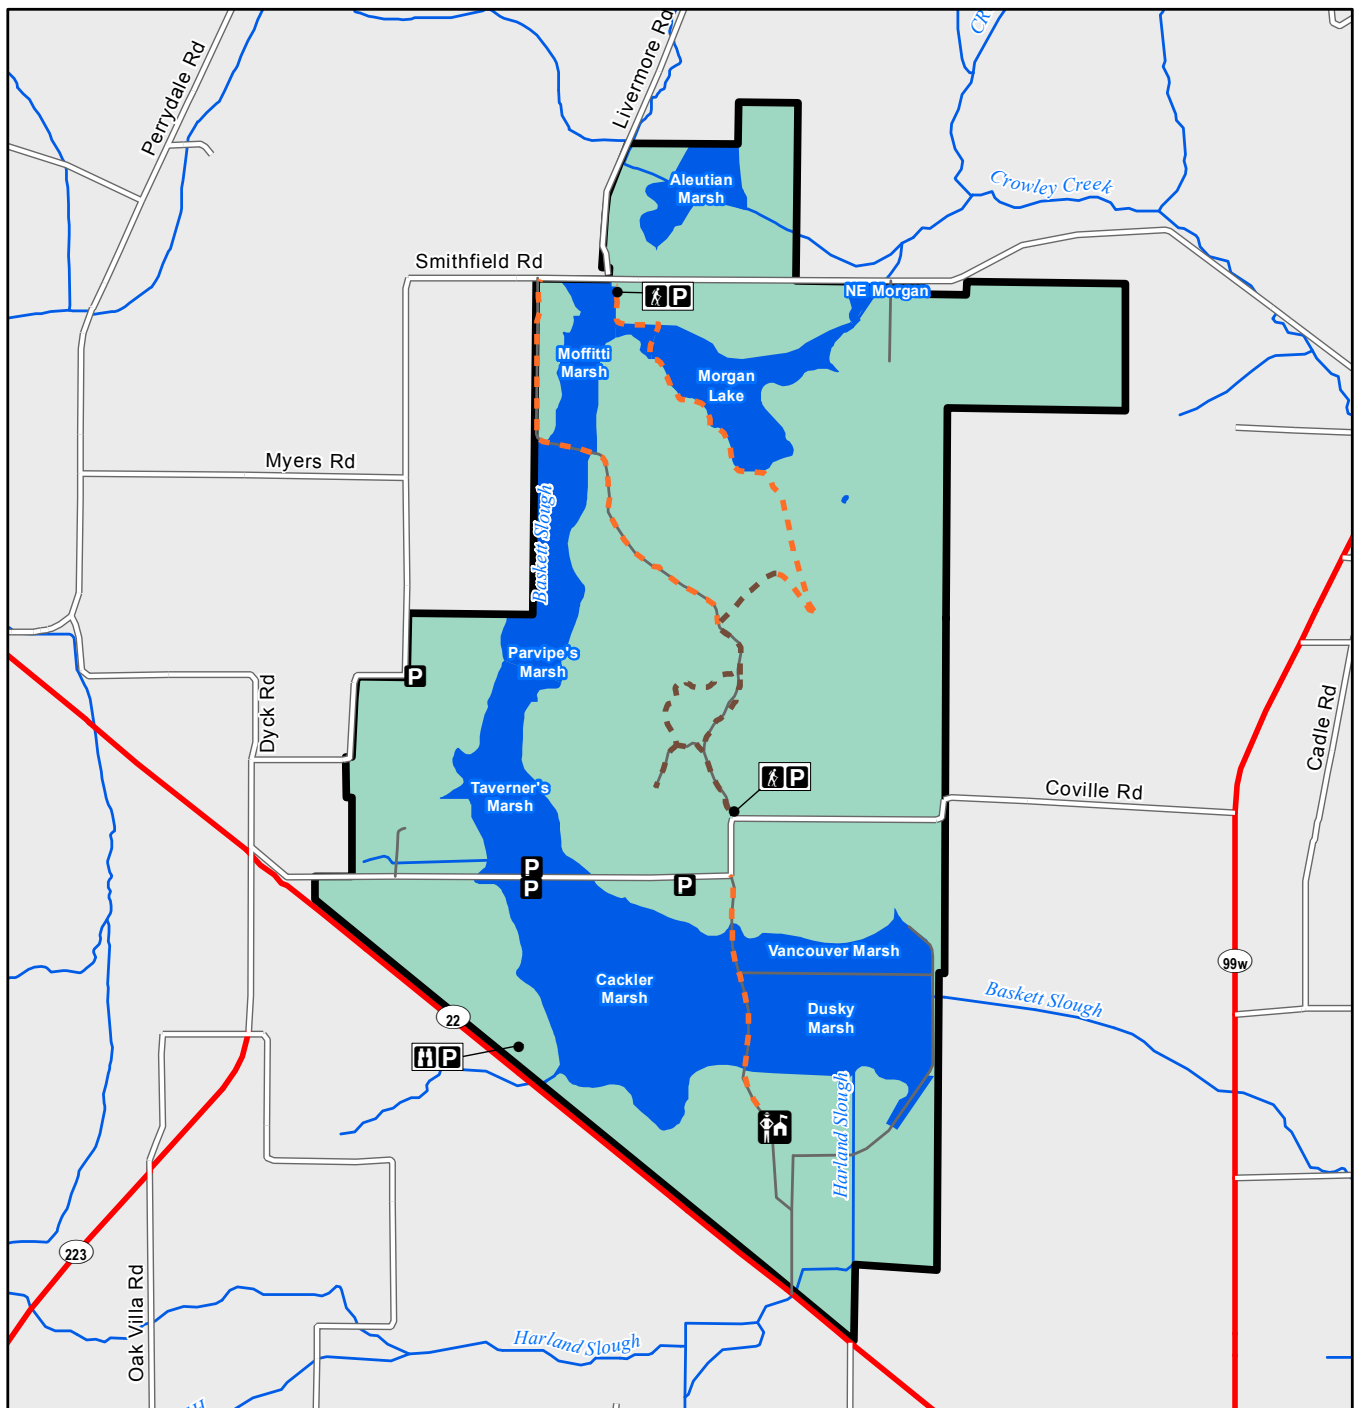 CR
Perrydale Rd
Livermore Rd
Aleutian
Marsh
Crowley Creek
Smithfield Rd
P
NE Morgan
Moffitti
Marsh
Morgan
Lake
Myers Rd
Baskett Slough
Parvipe's
Marsh
P
Dyck Rd
Cadle Rd
Taverner's
Marsh
P
Coville Rd
P
P
P
Vancouver Marsh
Cackler
Marsh
99w
Dusky
Marsh
Baskett Slough
22
P
Harland Slough
223
Oak Villa Rd
Harland Slough